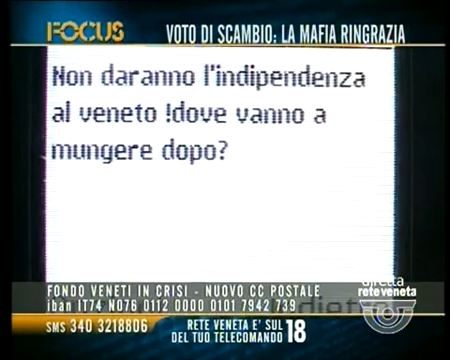 FOCUS
VOTO DI SCAMBIO: LA MAFIA RINGRAZIA
Non daranno l'indipendenza
al veneto !dove vanno a
mungere dopo?
FONDO VENETI IN CRISI - NUOVO CC POSTALE
iban IT74 N076 0112 0000 0101 7942 739
diretta
reteveneta
SMS 340 3218806
RETE VENETA E' SUL
DEL TUO TELECOMANDO 18